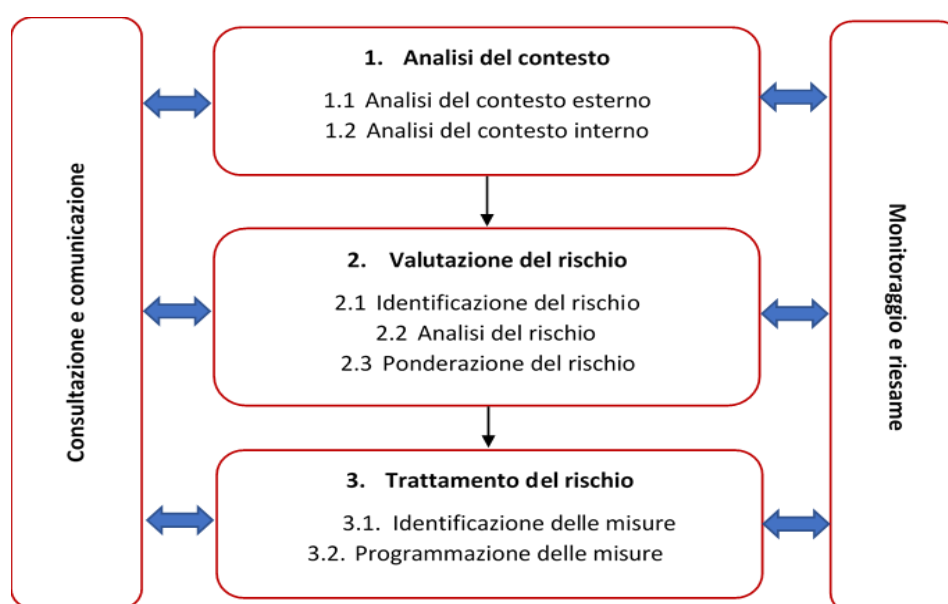 Consultazione e comunicazione
1. Analisi del contesto
1.1 Analisi del contesto esterno
1.2 Analisi del contesto interno
2. Valutazione del rischio
2.1 Identificazione del rischio
2.2 Analisi del rischio
2.3 Ponderazione del rischio
3. Trattamento del rischio
3.1. Identificazione delle misure
3.2. Programmazione delle misure
Monitoraggio e riesame